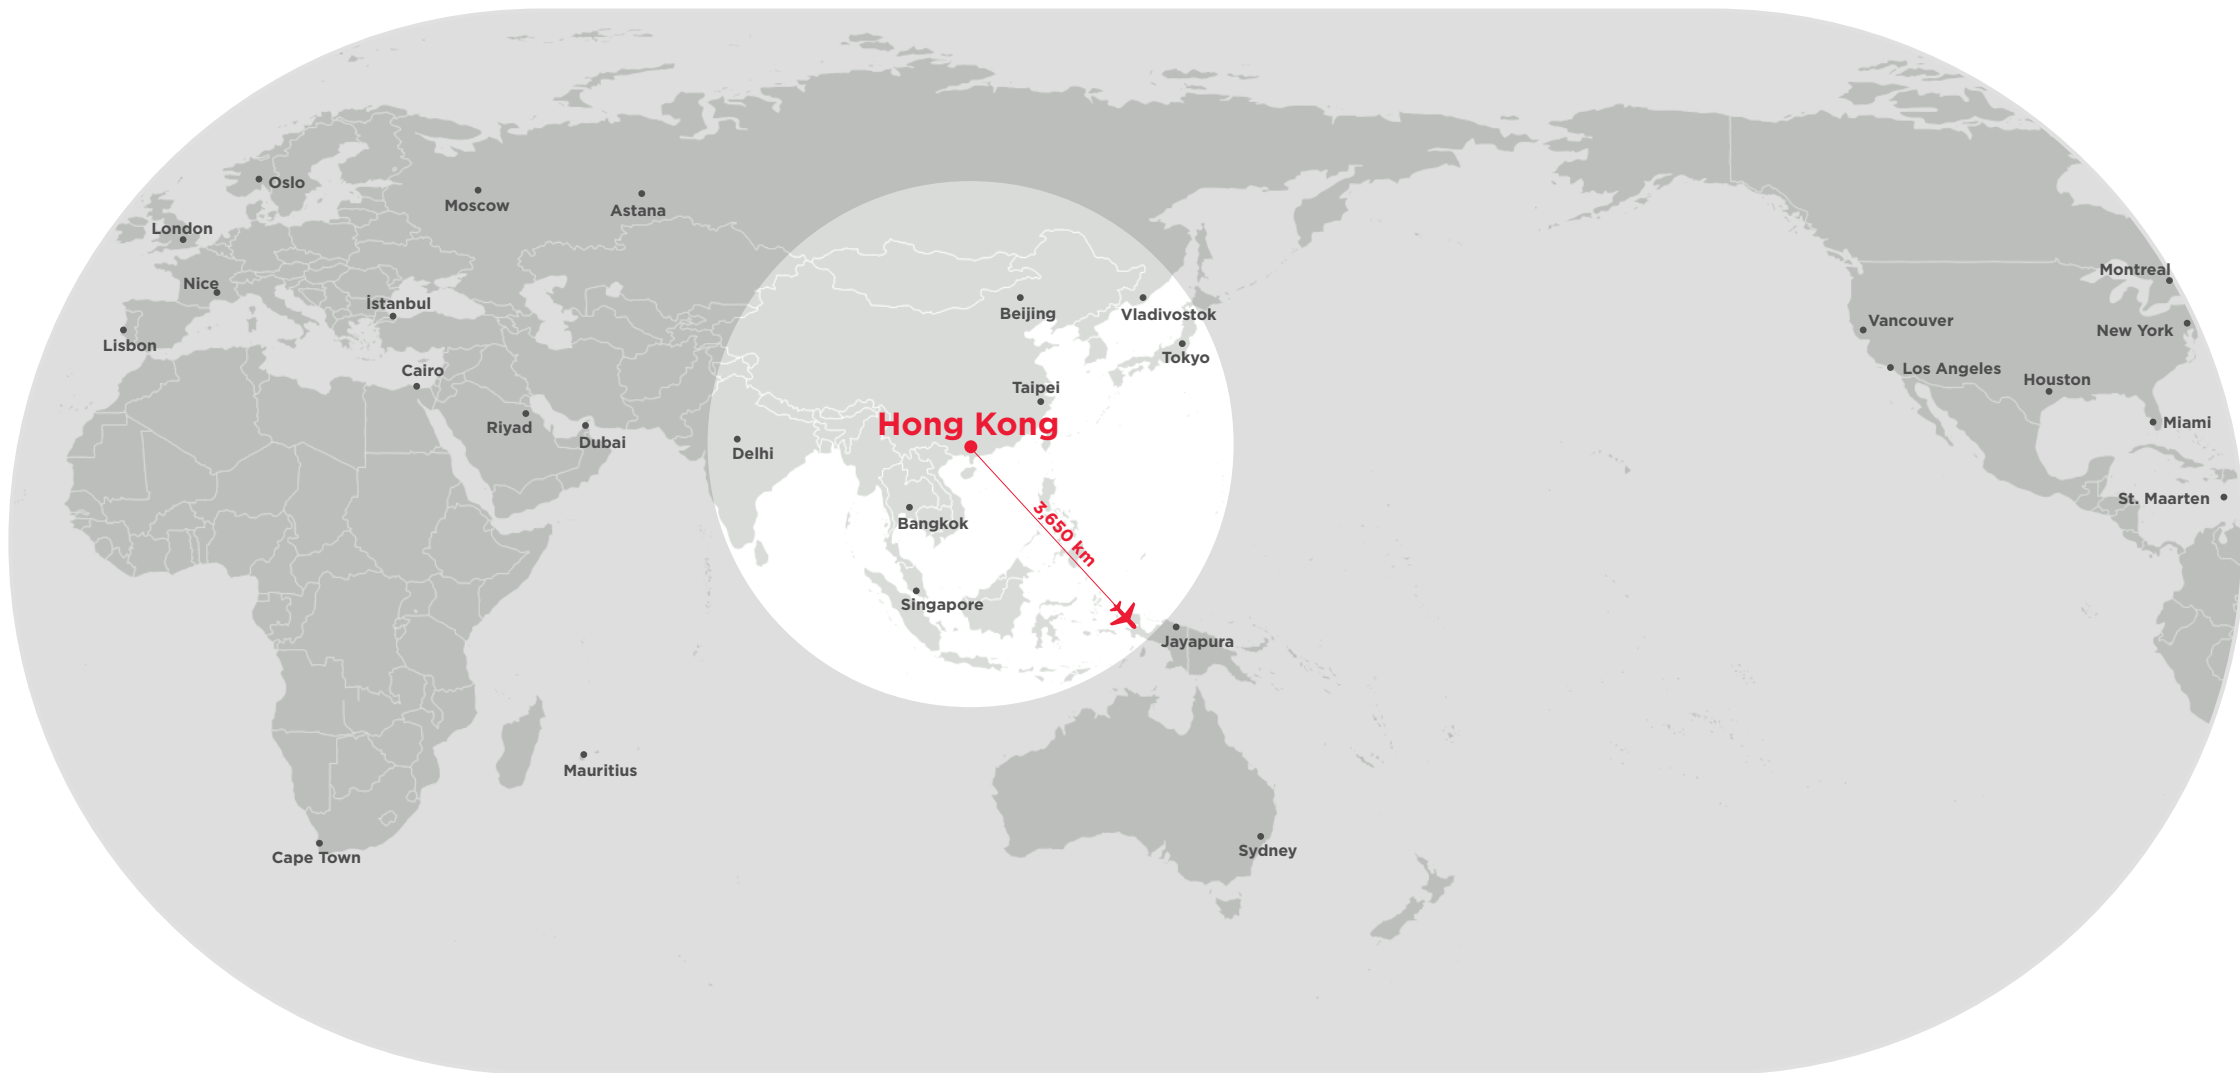 Oslo
Moscow
Astana
London
Nice
İstanbul
Lisbon
Cairo
Riyad
Dubai
Beijing
Vladivostok
Tokyo
Taipei
Hong Kong
Delhi
3,650 km
Bangkok
Singapore
Jayapura
Mauritius
Cape Town
Sydney
Montreal
Vancouver
New York
Los Angeles
Houston
Miami
St. Maarten